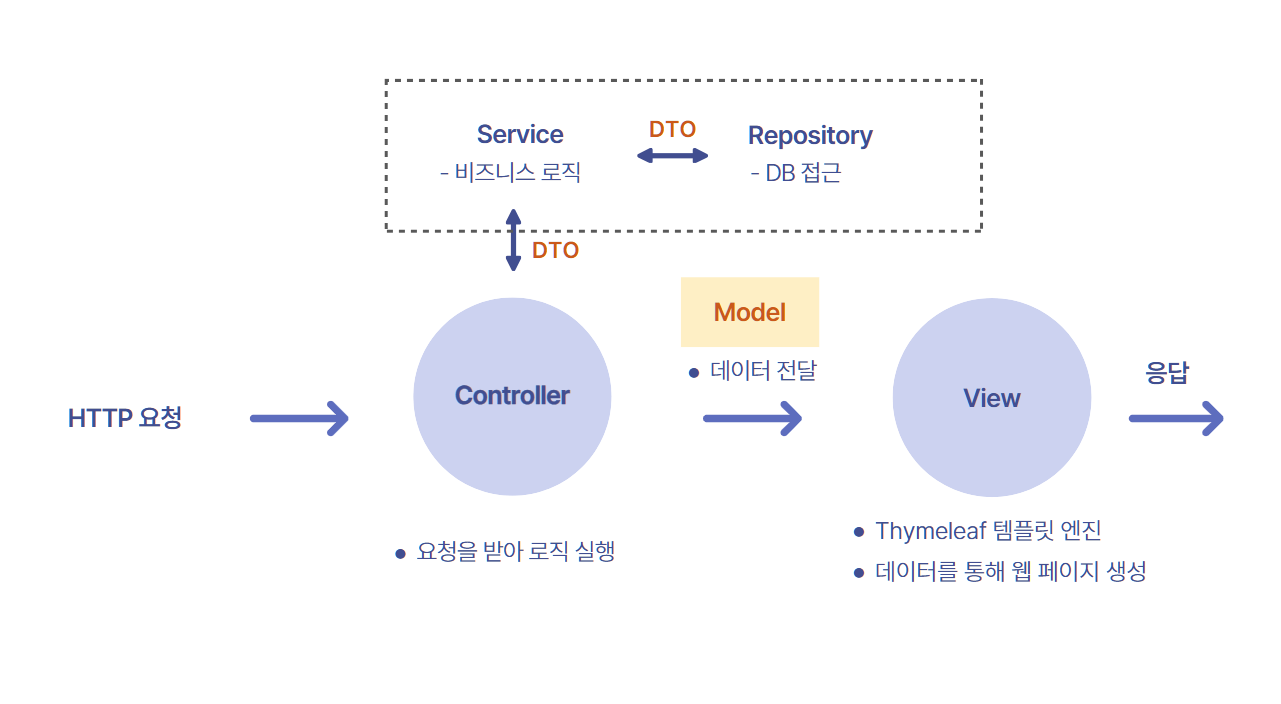 Service
- 비즈니스 로직
DTO
Repository
- DB 접근
DTO
HTTP 요청
Controller
● 요청을 받아 로직 실행
Model
● 데이터 전달
View
● Thymeleaf 템플릿 엔진
● 데이터를 통해 웹 페이지 생성
응답